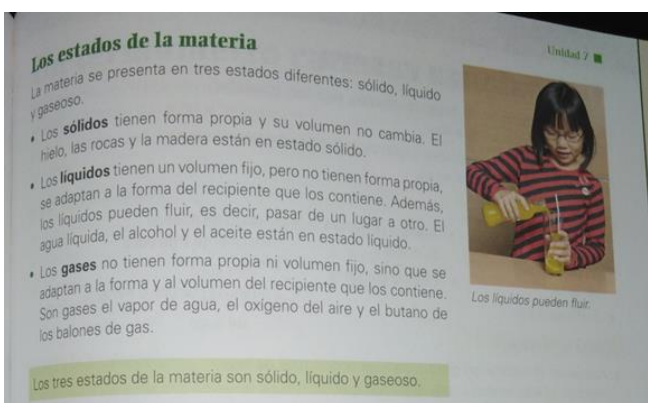 Unidad 7
Los estados de la materia
La materia se presenta en tres estados diferentes: sólido, líquido
y gaseoso.
• Los sólidos tienen forma propia y su volumen no cambia. El
hielo, las rocas y la madera están en estado sólido.
• Los líquidos tienen un volumen fijo, pero no tienen forma propia,
se adaptan a la forma del recipiente que los contiene. Además,
los líquidos pueden fluir, es decir, pasar de un lugar a otro. El
agua líquida, el alcohol y el aceite están en estado líquido.
• Los gases no tienen forma propia ni volumen fijo, sino que se
adaptan a la forma y al volumen del recipiente que los contiene.
Son gases el vapor de agua, el oxígeno del aire y el butano de
los balones de gas.
Los líquidos pueden fluir.
Los tres estados de la materia son sólido, líquido y gaseoso.